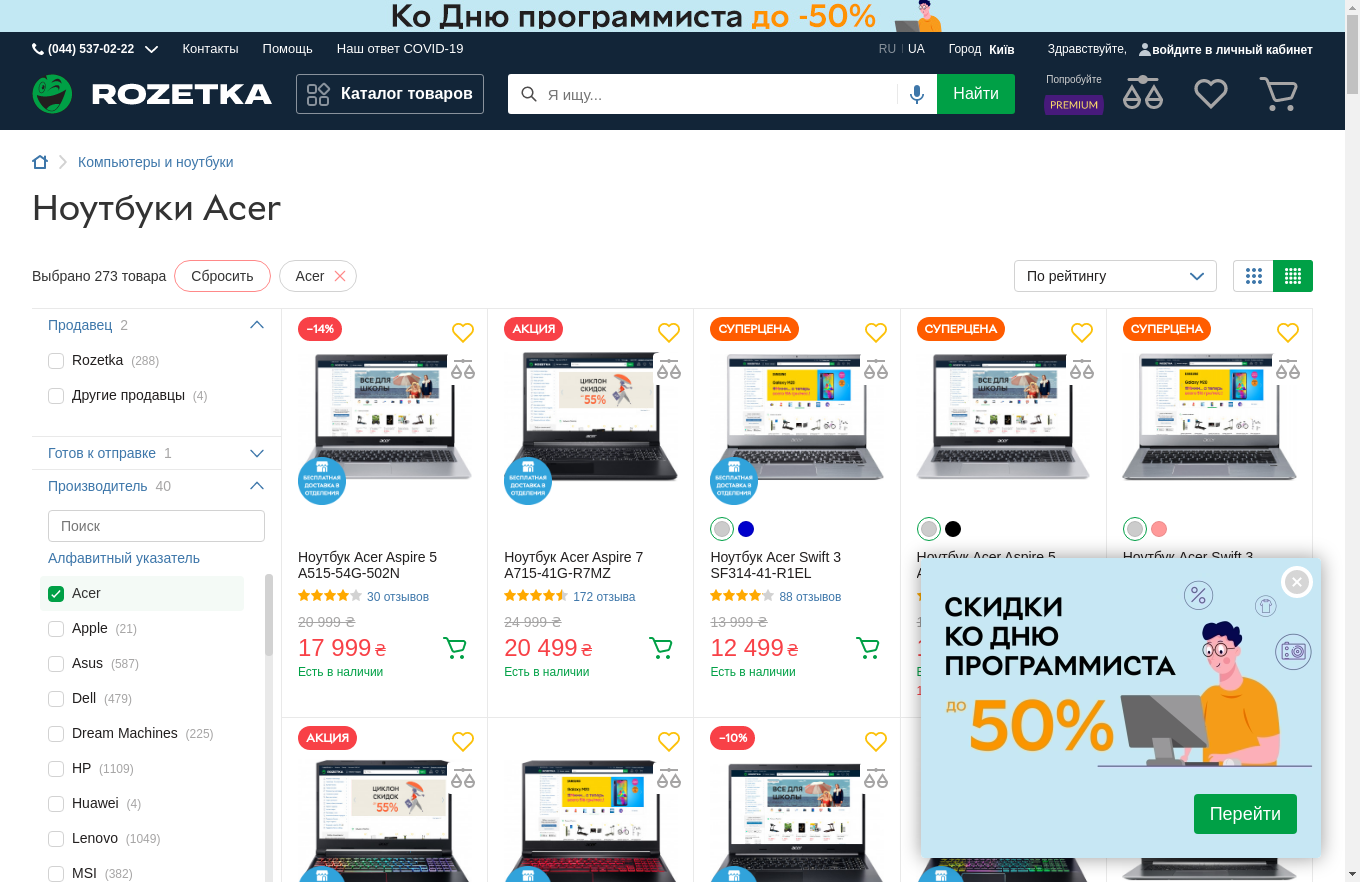 Ко Дню программиста до -50%
(044) 537-02-22
Контакты
Помощь
Наш ответ COVID-19
RU
UA
Город Київ
Здравствуйте, войдите в личный кабинет
ROZETKA
Каталог товаров
Я ищу...
Найти
Попробуйте
PREMIUM
Компьютеры и ноутбуки
Ноутбуки Acer
Выбрано 273 товара
Сбросить
Acer
По рейтингу
Продавец 2
Rozetka (288)
Другие продавцы (4)
Готов к отправке 1
Производитель 40
Поиск
Алфавитный указатель
Acer
Apple (21)
Asus (587)
Dell (479)
Dream Machines (225)
HP (1109)
Huawei (4)
Lenovo (1049)
MSI (382)
−14%
БЕСПЛАТНАЯ
ДОСТАВКА В
ОТДЕЛЕНИЯ
Ноутбук Acer Aspire 5
A515-54G-502N
30 отзывов
20 999 ₴
17 999 ₴
Есть в наличии
АКЦИЯ
ЦИКЛОН
СКИДОК
55%
БЕСПЛАТНАЯ
ДОСТАВКА В
ОТДЕЛЕНИЯ
Ноутбук Acer Aspire 7
A715-41G-R7MZ
172 отзыва
24 999 ₴
20 499 ₴
Есть в наличии
СУПЕРЦЕНА
БЕСПЛАТНАЯ
ДОСТАВКА В
ОТДЕЛЕНИЯ
Ноутбук Acer Swift 3
SF314-41-R1EL
88 отзывов
13 999 ₴
12 499 ₴
Есть в наличии
СУПЕРЦЕНА
Ноутбук Acer Aspire 5
СУПЕРЦЕНА
Ноутбук Acer Swift 3
АКЦИЯ
ЦИКЛОН
СКИДОК
55%
−10%
СКИДКИ
КО ДНЮ
ПРОГРАММИСТА
ДО 50%
Перейти